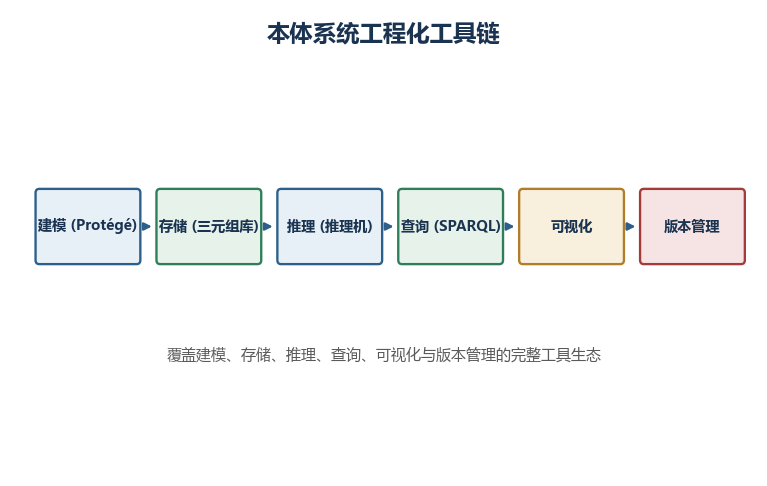 本体系统工程化工具链
建模 (Protégé)
存储 (三元组库)
推理 (推理机)
查询 (SPARQL)
可视化
版本管理
覆盖建模、存储、推理、查询、可视化与版本管理的完整工具生态